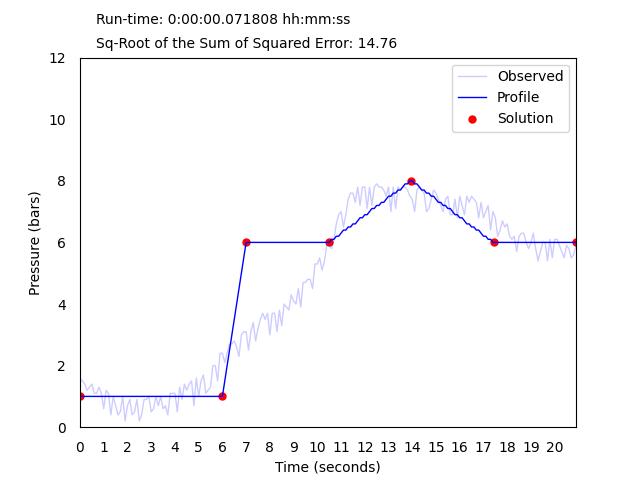 Run-time: 0:00:00.071808 hh:mm:ss
Sq-Root of the Sum of Squared Error: 14.76
12
10
8
6
4
2
0
Pressure (bars)
Observed
Profile
Solution
0 1 2 3 4 5 6 7 8 9 10 11 12 13 14 15 16 17 18 19 20
Time (seconds)